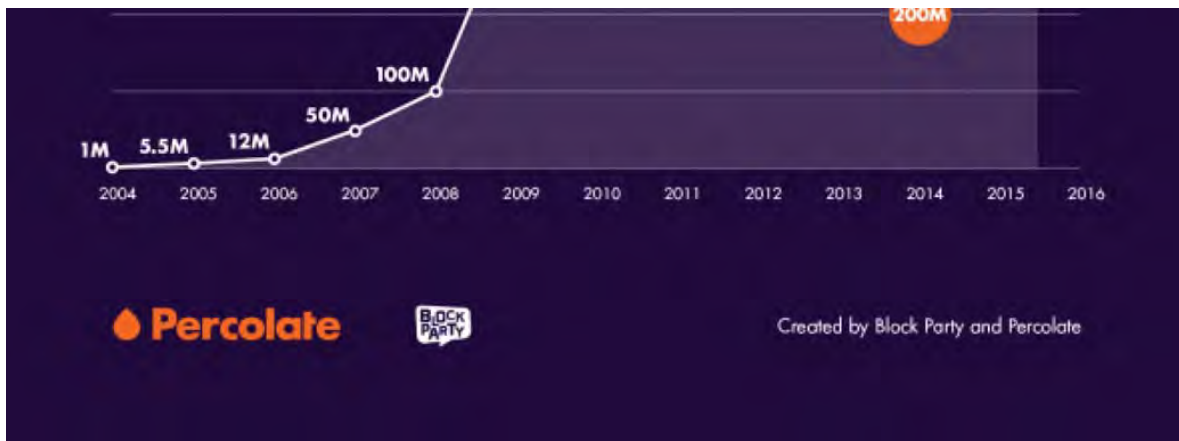 200M
100M
50M
12M
5.5M
1M
2004 2005 2006 2007 2008 2009 2010 2011 2012 2013 2014 2015 2016
Percolate
BLOCK
PARTY
Created by Block Party and Percolate